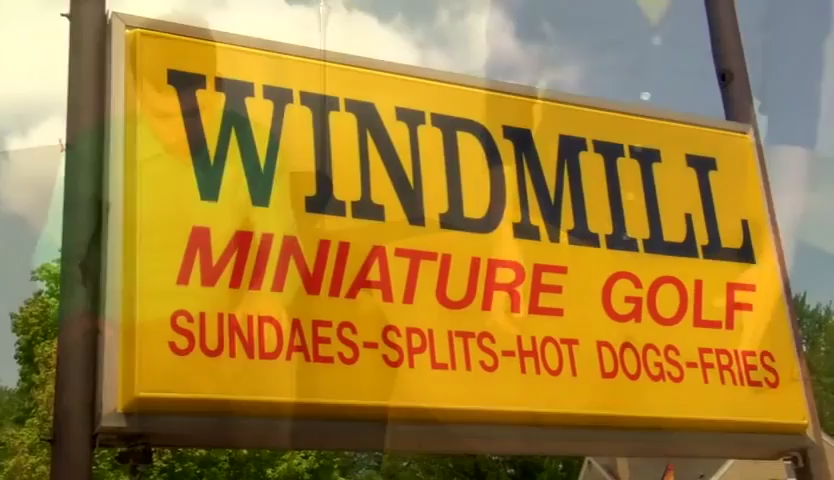 WINDMILL
MINIATURE GOLF
SUNDAES-SPLITS-HOT DOGS-FRIES